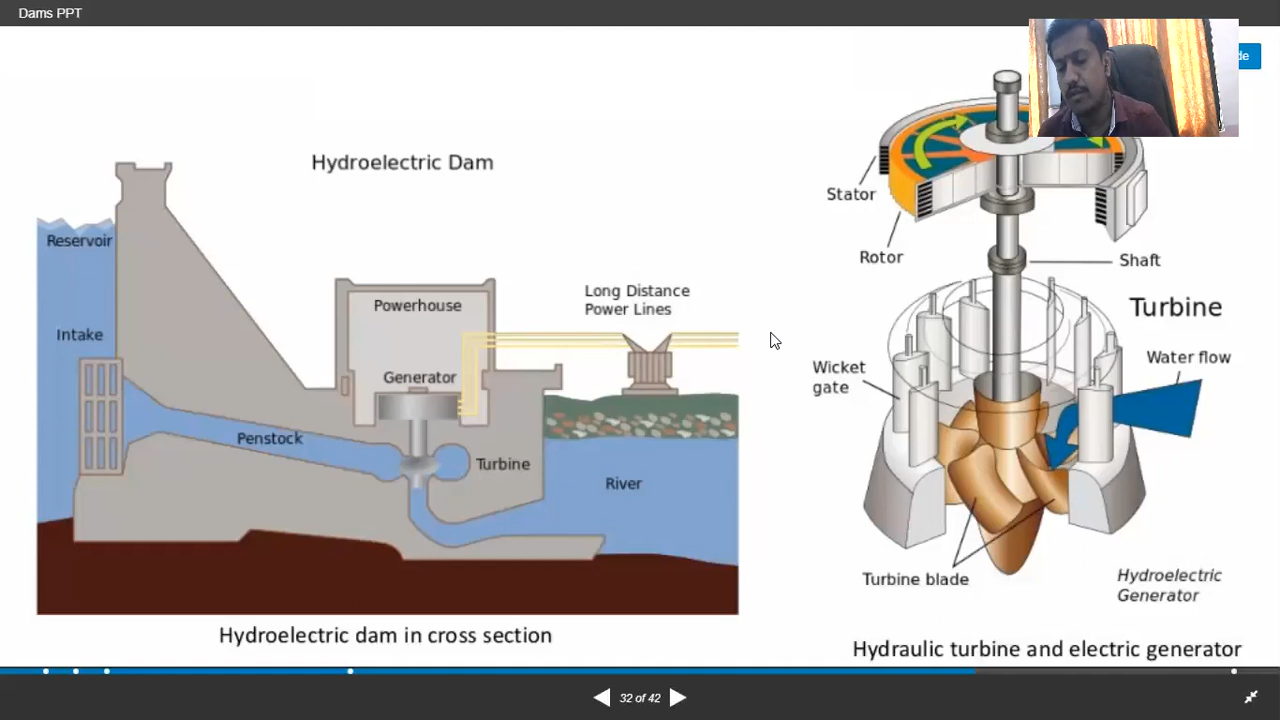 Dams PPT
de
Hydroelectric Dam
Reservoir
Intake
Penstock
Powerhouse
Generator
Turbine
Long Distance
Power Lines
River
Hydroelectric dam in cross section
Stator
Rotor
Shaft
Turbine
Wicket
gate
Water flow
Turbine blade
Hydroelectric
Generator
Hydraulic turbine and electric generator
32 of 42